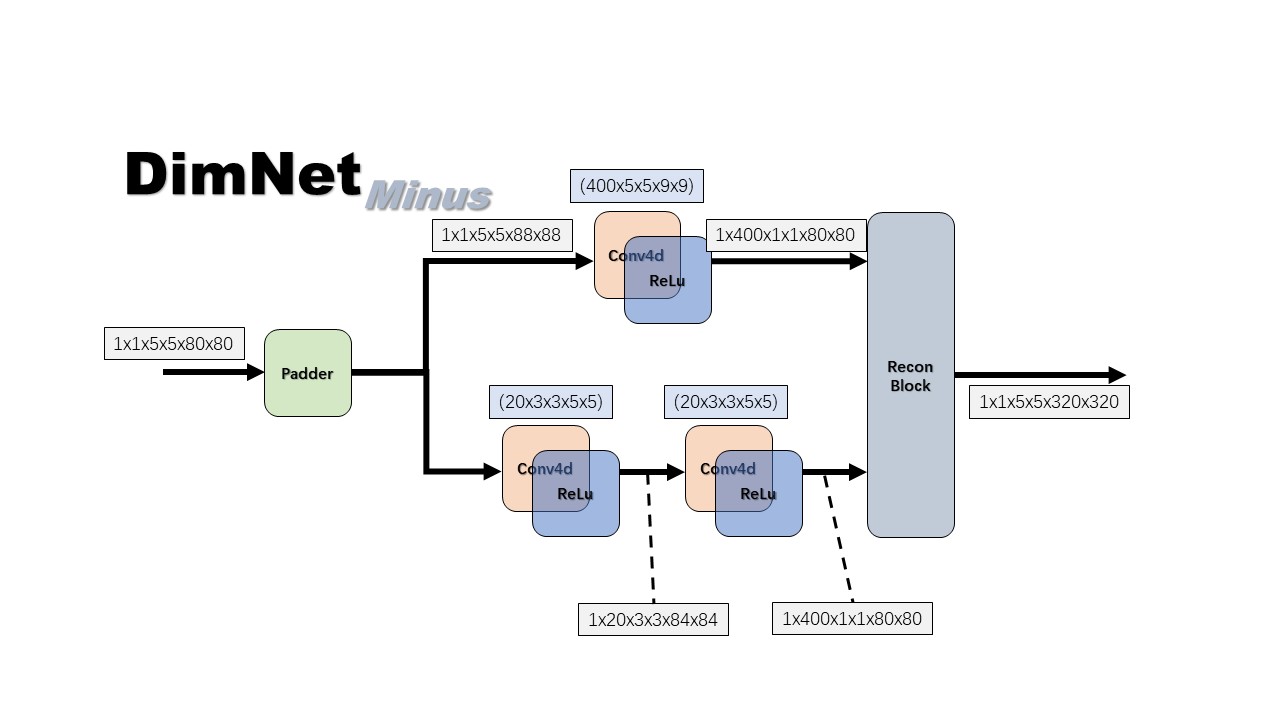 DimNet
Minus
(400x5x5x9x9)
1x1x5x5x88x88
1x400x1x1x80x80
Conv4d
ReLu
1x1x5x5x80x80
Padder
Recon
Block
(20x3x3x5x5)
(20x3x3x5x5)
1x1x5x5x320x320
Conv4d
ReLu
Conv4d
ReLu
1x20x3x3x84x84
1x400x1x1x80x80